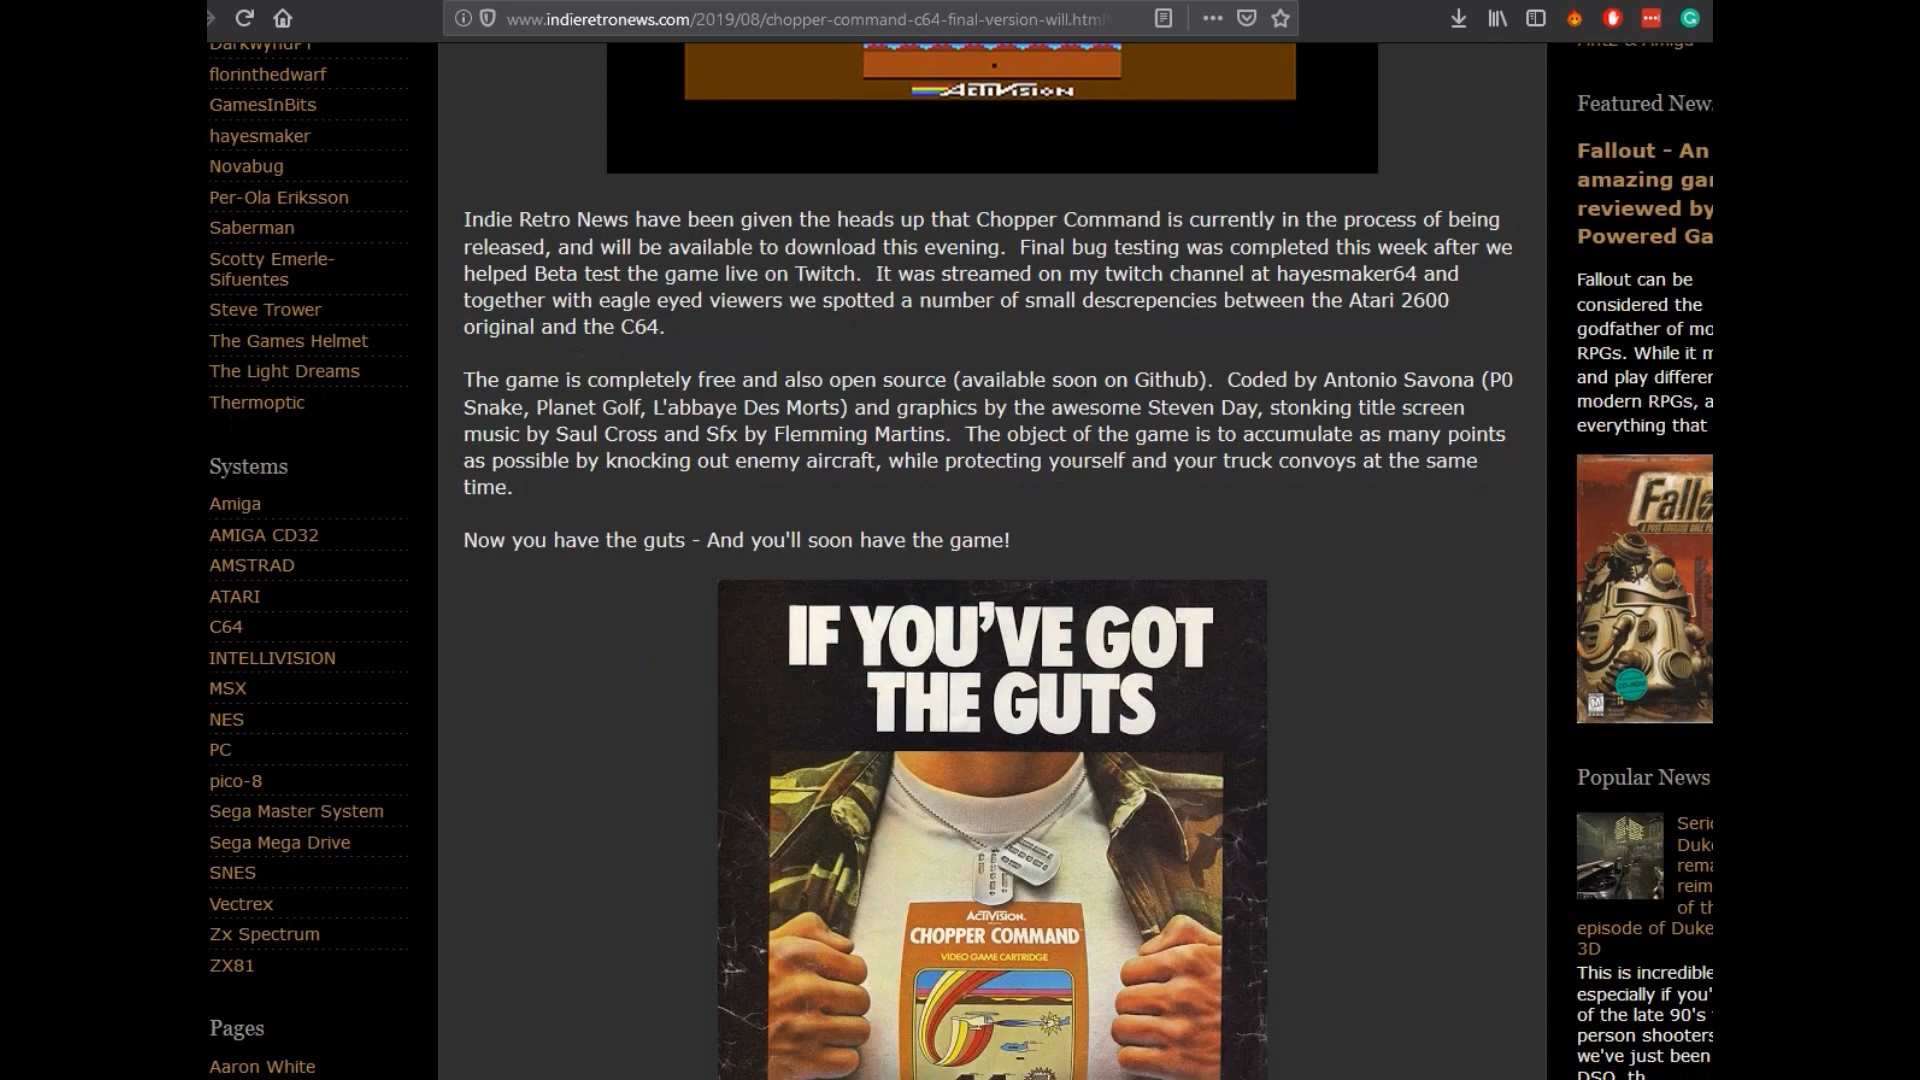 www.indieretronews.com/2019/08/chopper-command-c64-final-version-will.html
DarkwyndPT
florinthedwarf
GamesInBits
hayesmaker
Novabug
Per-Ola Eriksson
Saberman
Scotty Emerle-
Sifuentes
Steve Trower
The Games Helmet
The Light Dreams
Thermoptic
Systems
Amiga
AMIGA CD32
AMSTRAD
ATARI
C64
INTELLIVISION
MSX
NES
PC
pico-8
Sega Master System
Sega Mega Drive
SNES
Vectrex
Zx Spectrum
ZX81
Pages
Aaron White
ACTIVISION
Indie Retro News have been given the heads up that Chopper Command is currently in the process of being
released, and will be available to download this evening. Final bug testing was completed this week after we
helped Beta test the game live on Twitch. It was streamed on my twitch channel at hayesmaker64 and
together with eagle eyed viewers we spotted a number of small descrepencies between the Atari 2600
original and the C64.
The game is completely free and also open source (available soon on Github). Coded by Antonio Savona (P0
Snake, Planet Golf, L'abbaye Des Morts) and graphics by the awesome Steven Day, stonking title screen
music by Saul Cross and Sfx by Flemming Martins. The object of the game is to accumulate as many points
as possible by knocking out enemy aircraft, while protecting yourself and your truck convoys at the same
time.
Now you have the guts - And you'll soon have the game!
IF YOU'VE GOT
THE GUTS
ACTIVISION.
CHOPPER COMMAND
VIDEO GAME CARTRIDGE
Featured New
Fallout - An
amazing gar
reviewed by
Powered Ga
Fallout can be
considered the
godfather of mo
RPGs. While it m
and play differer
modern RPGs, a
everything that
Fall
Popular News
Seri
Duke
rema
reim
of th
episode of Duke
3D
This is incredible
especially if you'
of the late 90's
person shooters
we've just been
DSO, th